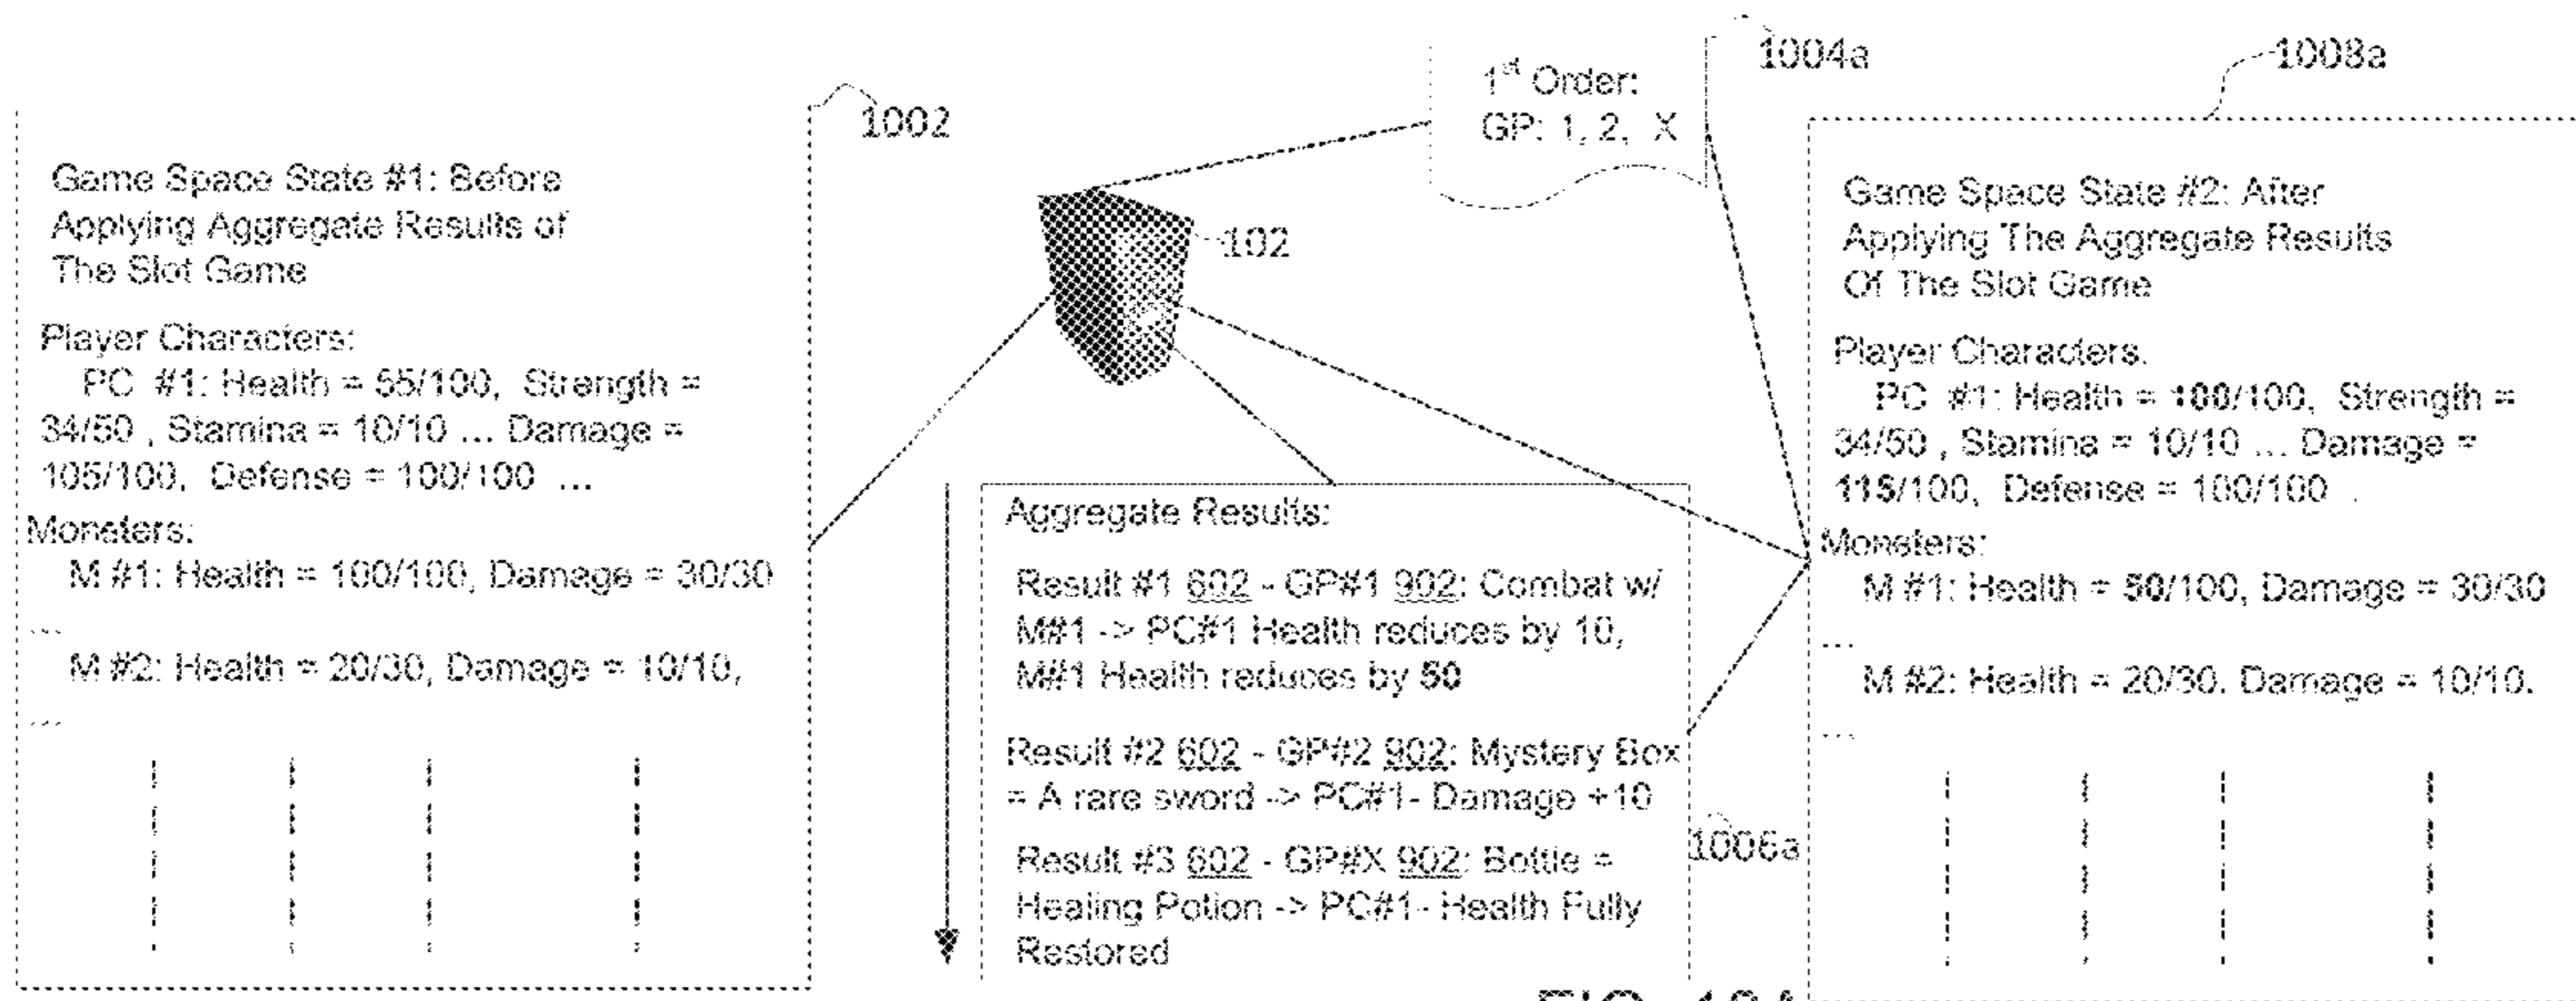 1002
Game Space State #1: Before
Applying Aggregate Results of
The Slot Game
Player Characters:
PC #1: Health = 55/100, Strength =
34/50 , Stamina = 10/10 ... Damage =
105/100, Defense = 100/100 ...
Monsters:
M #1: Health = 100/100, Damage = 30/30
...
M #2: Health = 20/30, Damage = 10/10,
...
1004a
1st Order:
GP: 1, 2, X
102
Aggregate Results:
Result #1 602 - GP#1 902: Combat w/
M#1 -> PC#1 Health reduces by 10,
M#1 Health reduces by 50
Result #2 602 - GP#2 902: Mystery Box
= A rare sword -> PC#1- Damage +10
Result #3 602 - GP#X 902: Bottle =
Healing Potion -> PC#1- Health Fully
Restored
1006a
1008a
Game Space State #2: After
Applying The Aggregate Results
Of The Slot Game
Player Characters.
PC #1: Health = 100/100, Strength =
34/50 , Stamina = 10/10 ... Damage =
115/100, Defense = 100/100 .
Monsters:
M #1: Health = 50/100, Damage = 30/30
...
M #2: Health = 20/30. Damage = 10/10.
...